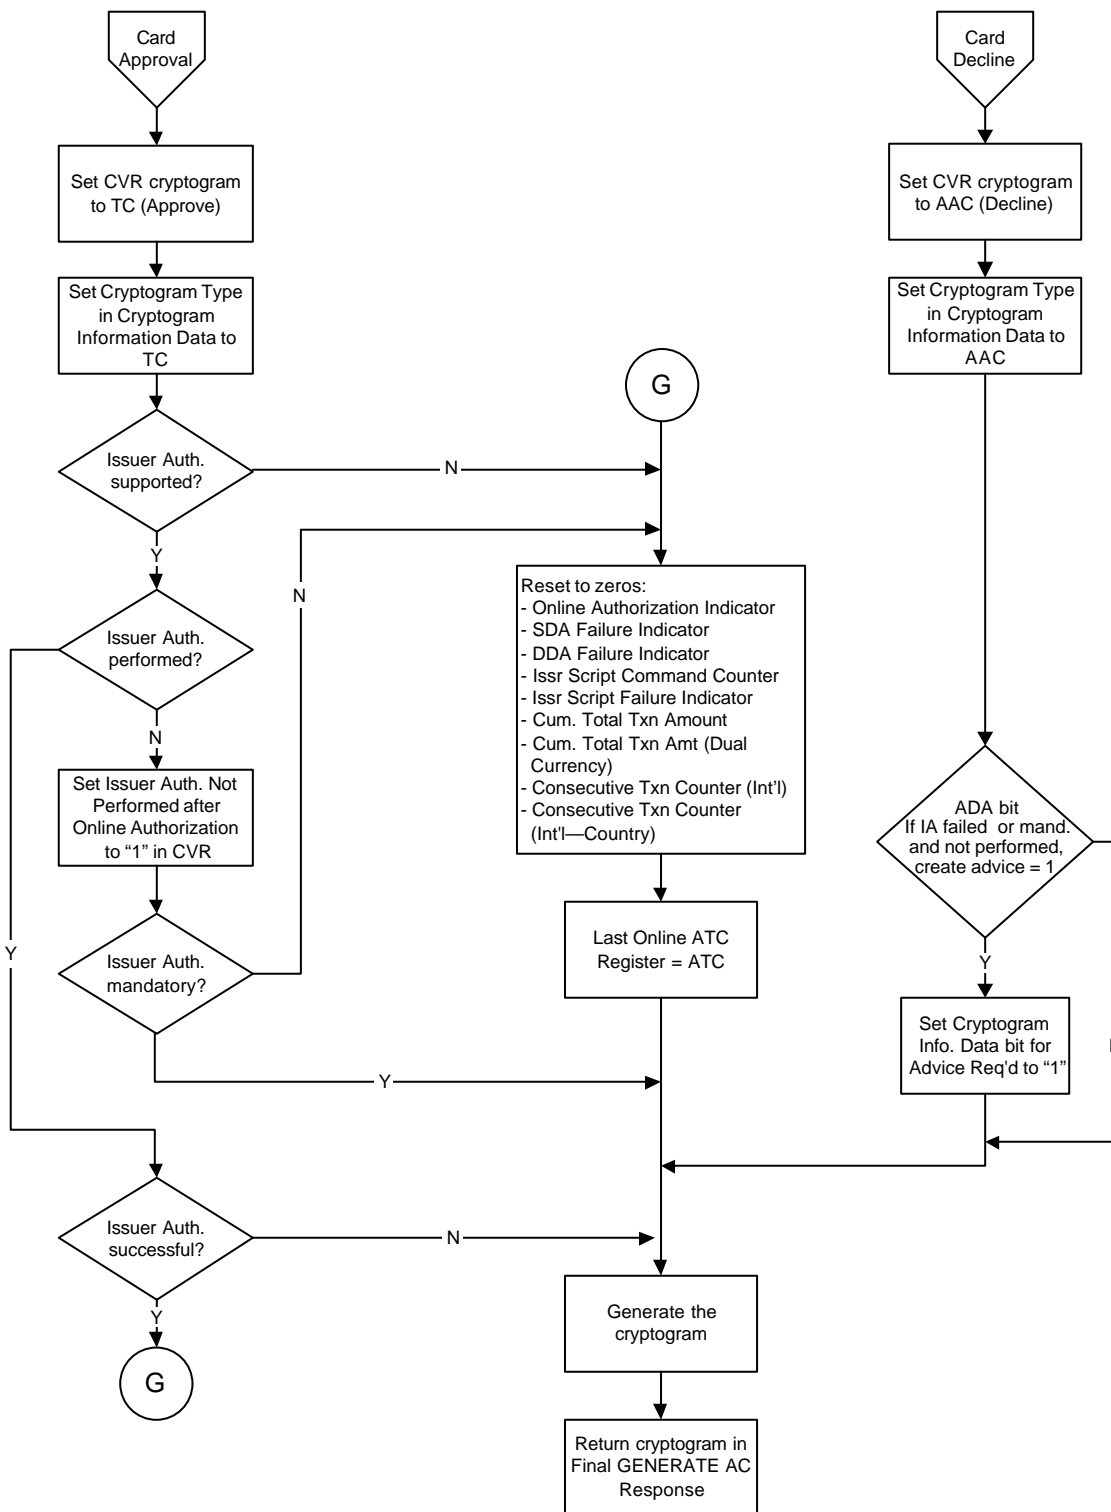 Card
Approval
Card
Decline
Set CVR cryptogram
to TC (Approve)
Set CVR cryptogram
to AAC (Decline)
Set Cryptogram Type
in Cryptogram
Information Data to
TC
Set Cryptogram Type
in Cryptogram
Information Data to
AAC
G
Issuer Auth.
supported?
N
Y
N
Issuer Auth.
performed?
Reset to zeros:
- Online Authorization Indicator
- SDA Failure Indicator
- DDA Failure Indicator
- Issr Script Command Counter
- Issr Script Failure Indicator
- Cum. Total Txn Amount
- Cum. Total Txn Amt (Dual
Currency)
- Consecutive Txn Counter (Int'l)
- Consecutive Txn Counter
(Int'l—Country)
N
Set Issuer Auth. Not
Performed after
Online Authorization
to “1” in CVR
ADA bit
If IA failed or mand.
and not performed,
create advice = 1
Y
Issuer Auth.
mandatory?
Last Online ATC
Register = ATC
Y
Set Cryptogram
Info. Data bit for
Advice Req'd to “1”
Y
Issuer Auth.
successful?
N
Y
G
Generate the
cryptogram
Return cryptogram in
Final GENERATE AC
Response